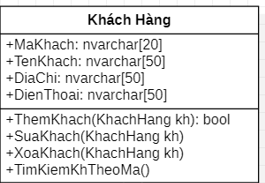 Khách Hàng
+MaKhach: nvarchar[20]
+TenKhach: nvarchar[50]
+DiaChi: nvarchar[50]
+DienThoai: nvarchar[50]
+ThemKhach(KhachHang kh): bool
+SuaKhach(KhachHang kh)
+XoaKhach(KhachHang kh)
+TimKiemKhTheoMa()